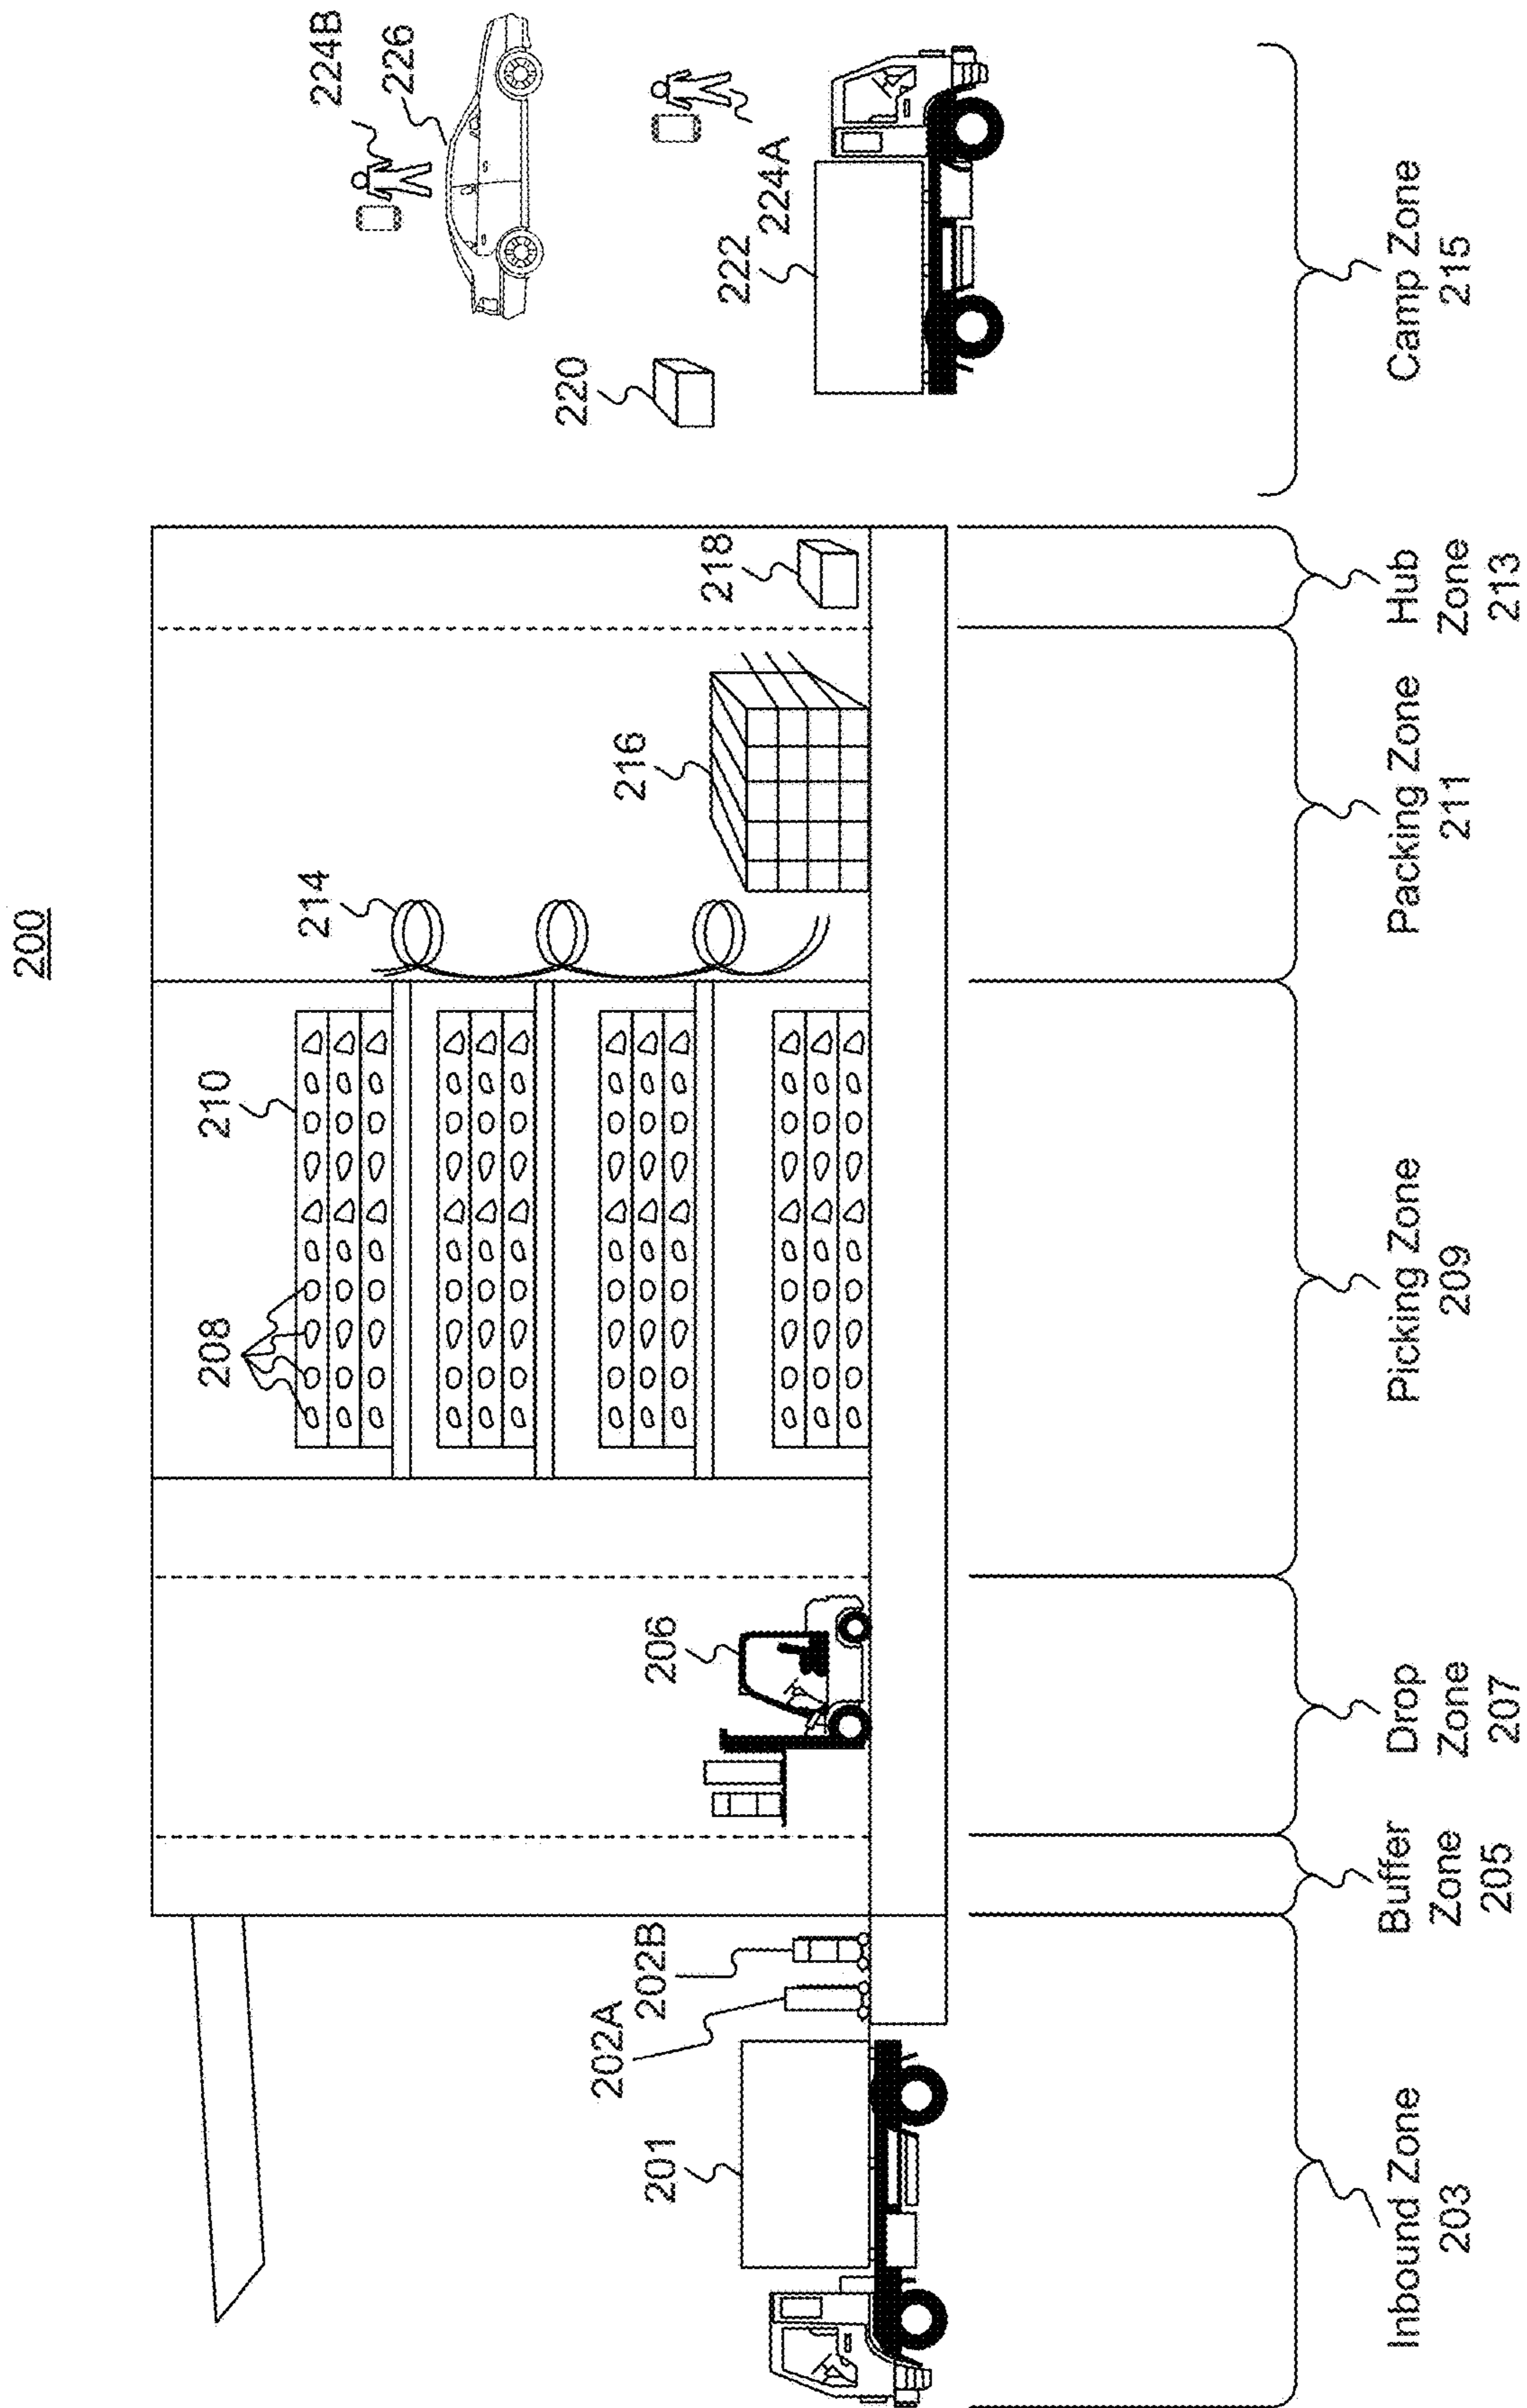 200
224B
226
224A
222
220
218
216
214
210
208
206
202B
202A
201
Inbound Zone
203
Buffer
Zone
205
Drop
Zone
207
Picking Zone
209
Packing Zone
211
Hub
Zone
213
Camp Zone
215